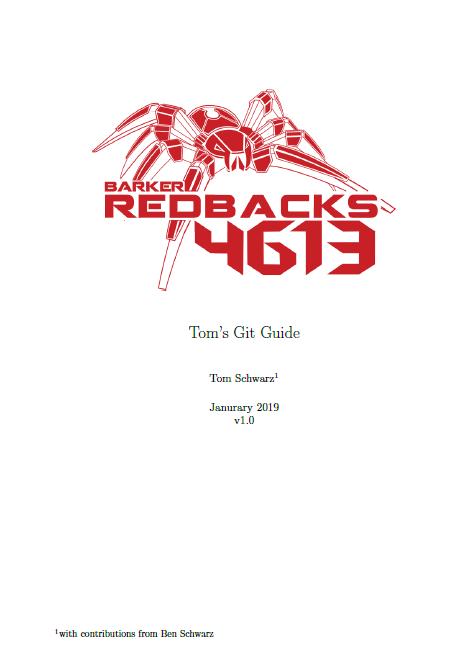 BARKER
REDBACKS
4613
Tom's Git Guide
Tom Schwarz¹
Janurary 2019
v1.0
¹with contributions from Ben Schwarz